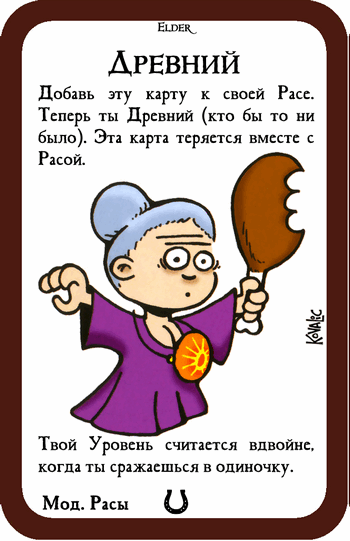 Elder
Древний
Добавь эту карту к своей Расе.
Теперь ты Древний (кто бы то ни
было). Эта карта теряется вместе с
Расой.
Kovalic
Твой Уровень считается вдвойне,
когда ты сражаешься в одиночку.
Мод. Расы